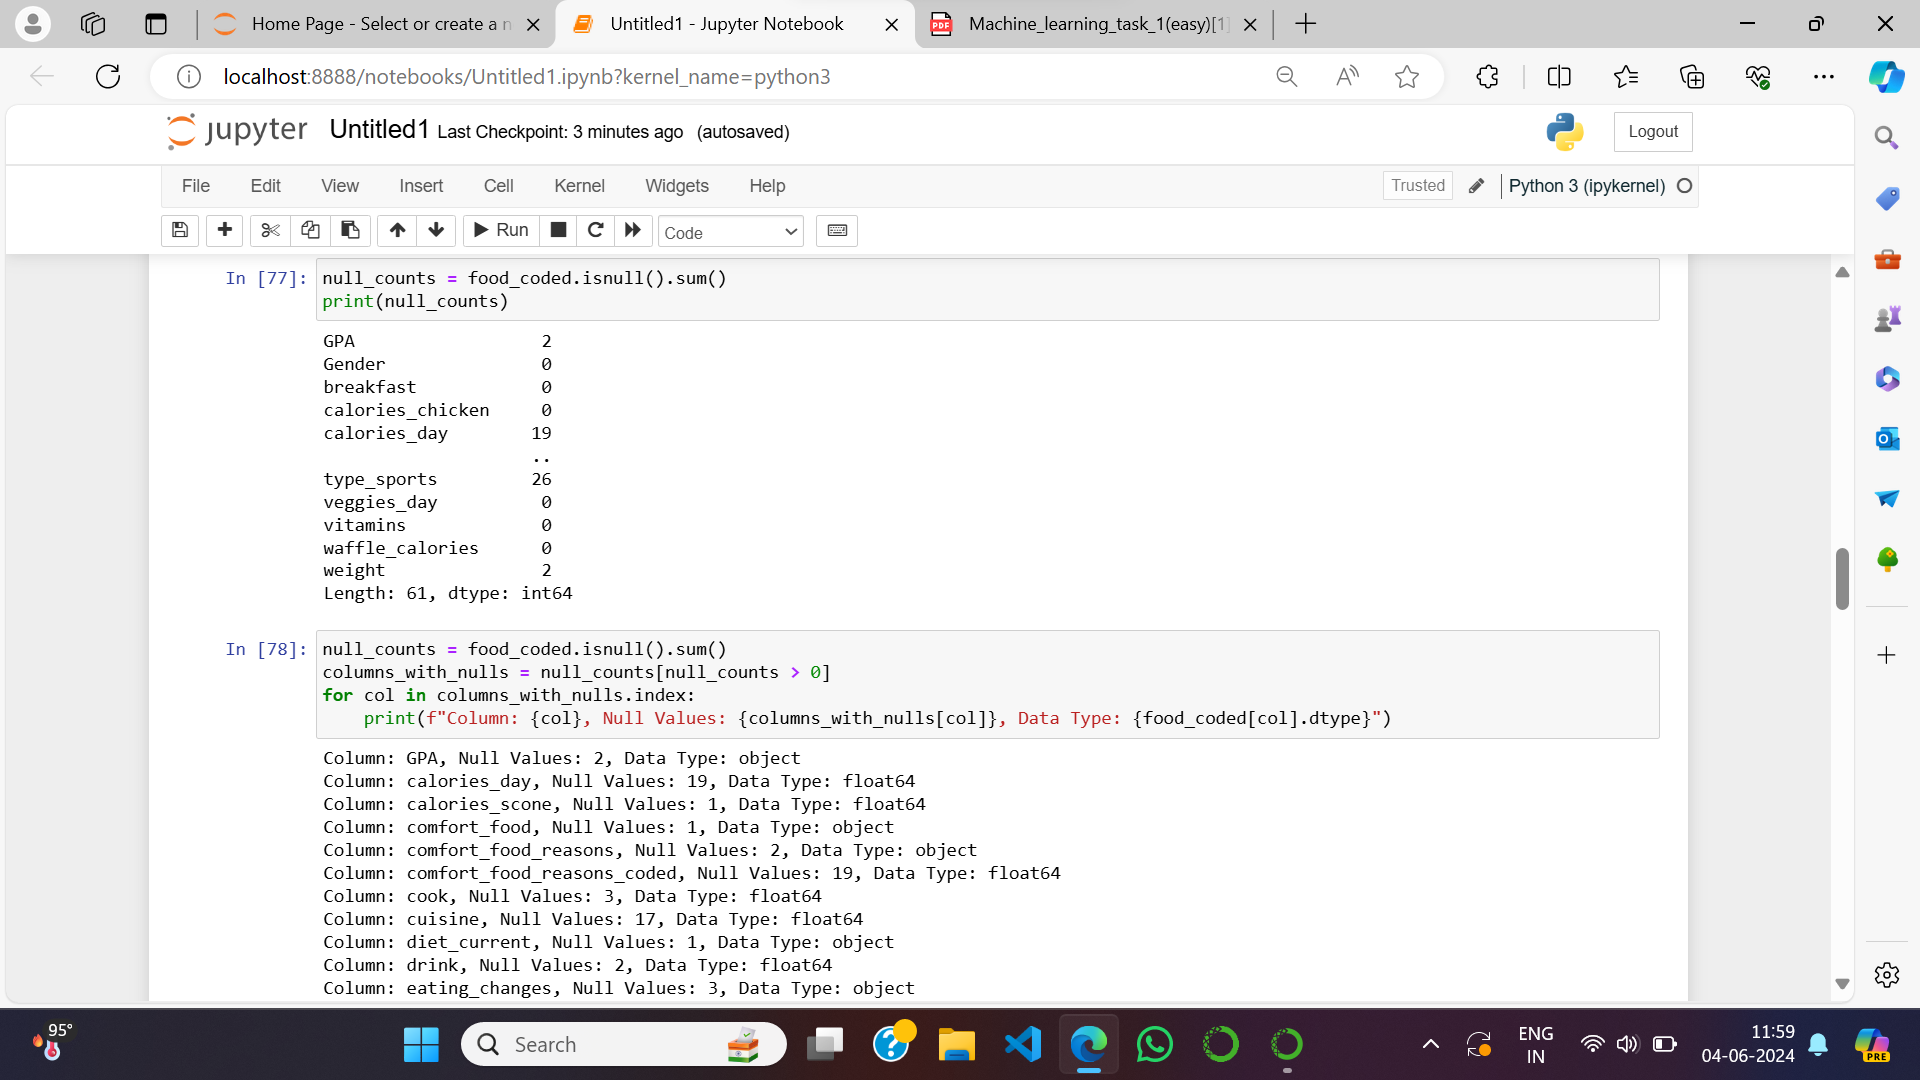 Home Page - Select or create a n
Untitled1 - Jupyter Notebook
PDF
Machine_learning_task_1(easy)[1]
localhost:8888/notebooks/Untitled1.ipynb?kernel_name=python3
jupyter Untitled1 Last Checkpoint: 3 minutes ago (autosaved)
Logout
File Edit View Insert Cell Kernel Widgets Help
Trusted
Python 3 (ipykernel)
Run
Code
In [77]: null_counts = food_coded.isnull().sum()
print(null_counts)
GPA 2
Gender 0
breakfast 0
calories_chicken 0
calories_day 19
..
type_sports 26
veggies_day 0
vitamins 0
waffle_calories 0
weight 2
Length: 61, dtype: int64
In [78]: null_counts = food_coded.isnull().sum()
columns_with_nulls = null_counts[null_counts > 0]
for col in columns_with_nulls.index:
print(f"Column: {col}, Null Values: {columns_with_nulls[col]}, Data Type: {food_coded[col].dtype}")
Column: GPA, Null Values: 2, Data Type: object
Column: calories_day, Null Values: 19, Data Type: float64
Column: calories_scone, Null Values: 1, Data Type: float64
Column: comfort_food, Null Values: 1, Data Type: object
Column: comfort_food_reasons, Null Values: 2, Data Type: object
Column: comfort_food_reasons_coded, Null Values: 19, Data Type: float64
Column: cook, Null Values: 3, Data Type: float64
Column: cuisine, Null Values: 17, Data Type: float64
Column: diet_current, Null Values: 1, Data Type: object
Column: drink, Null Values: 2, Data Type: float64
Column: eating_changes, Null Values: 3, Data Type: object
95°
Search
ENG
IN
11:59
04-06-2024
PRE